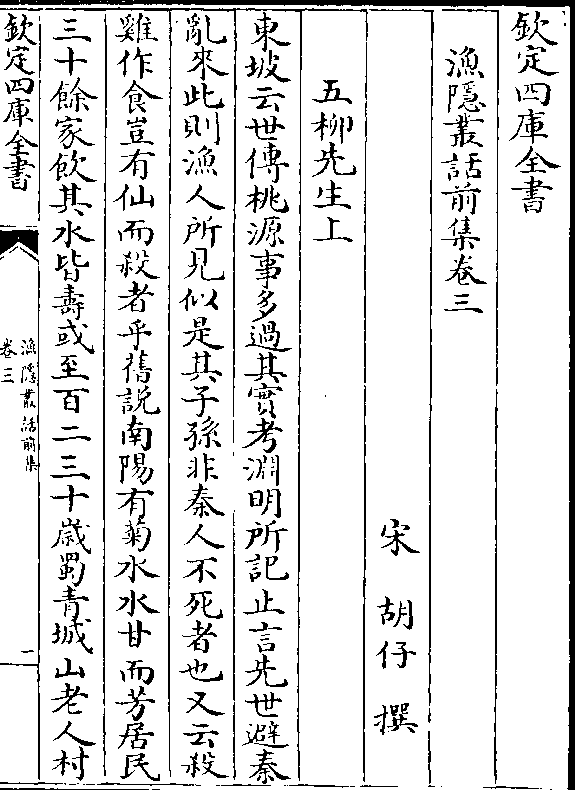 欽定四庫全書
漁隱叢話前集卷三
宋 胡仔 撰
五柳先生上
東坡云世傳桃源事多過其實考淵明所記止言先世避秦
亂來此則漁人所見似是其子孫非秦人不死者也又云殺
雞作食豈有仙而殺者乎舊說南陽有菊水水甘而芳居民
三十餘家飲其水皆壽或至百二三十歲蜀青城山老人村
欽定四庫全書
漁隱叢話前集
卷三
一